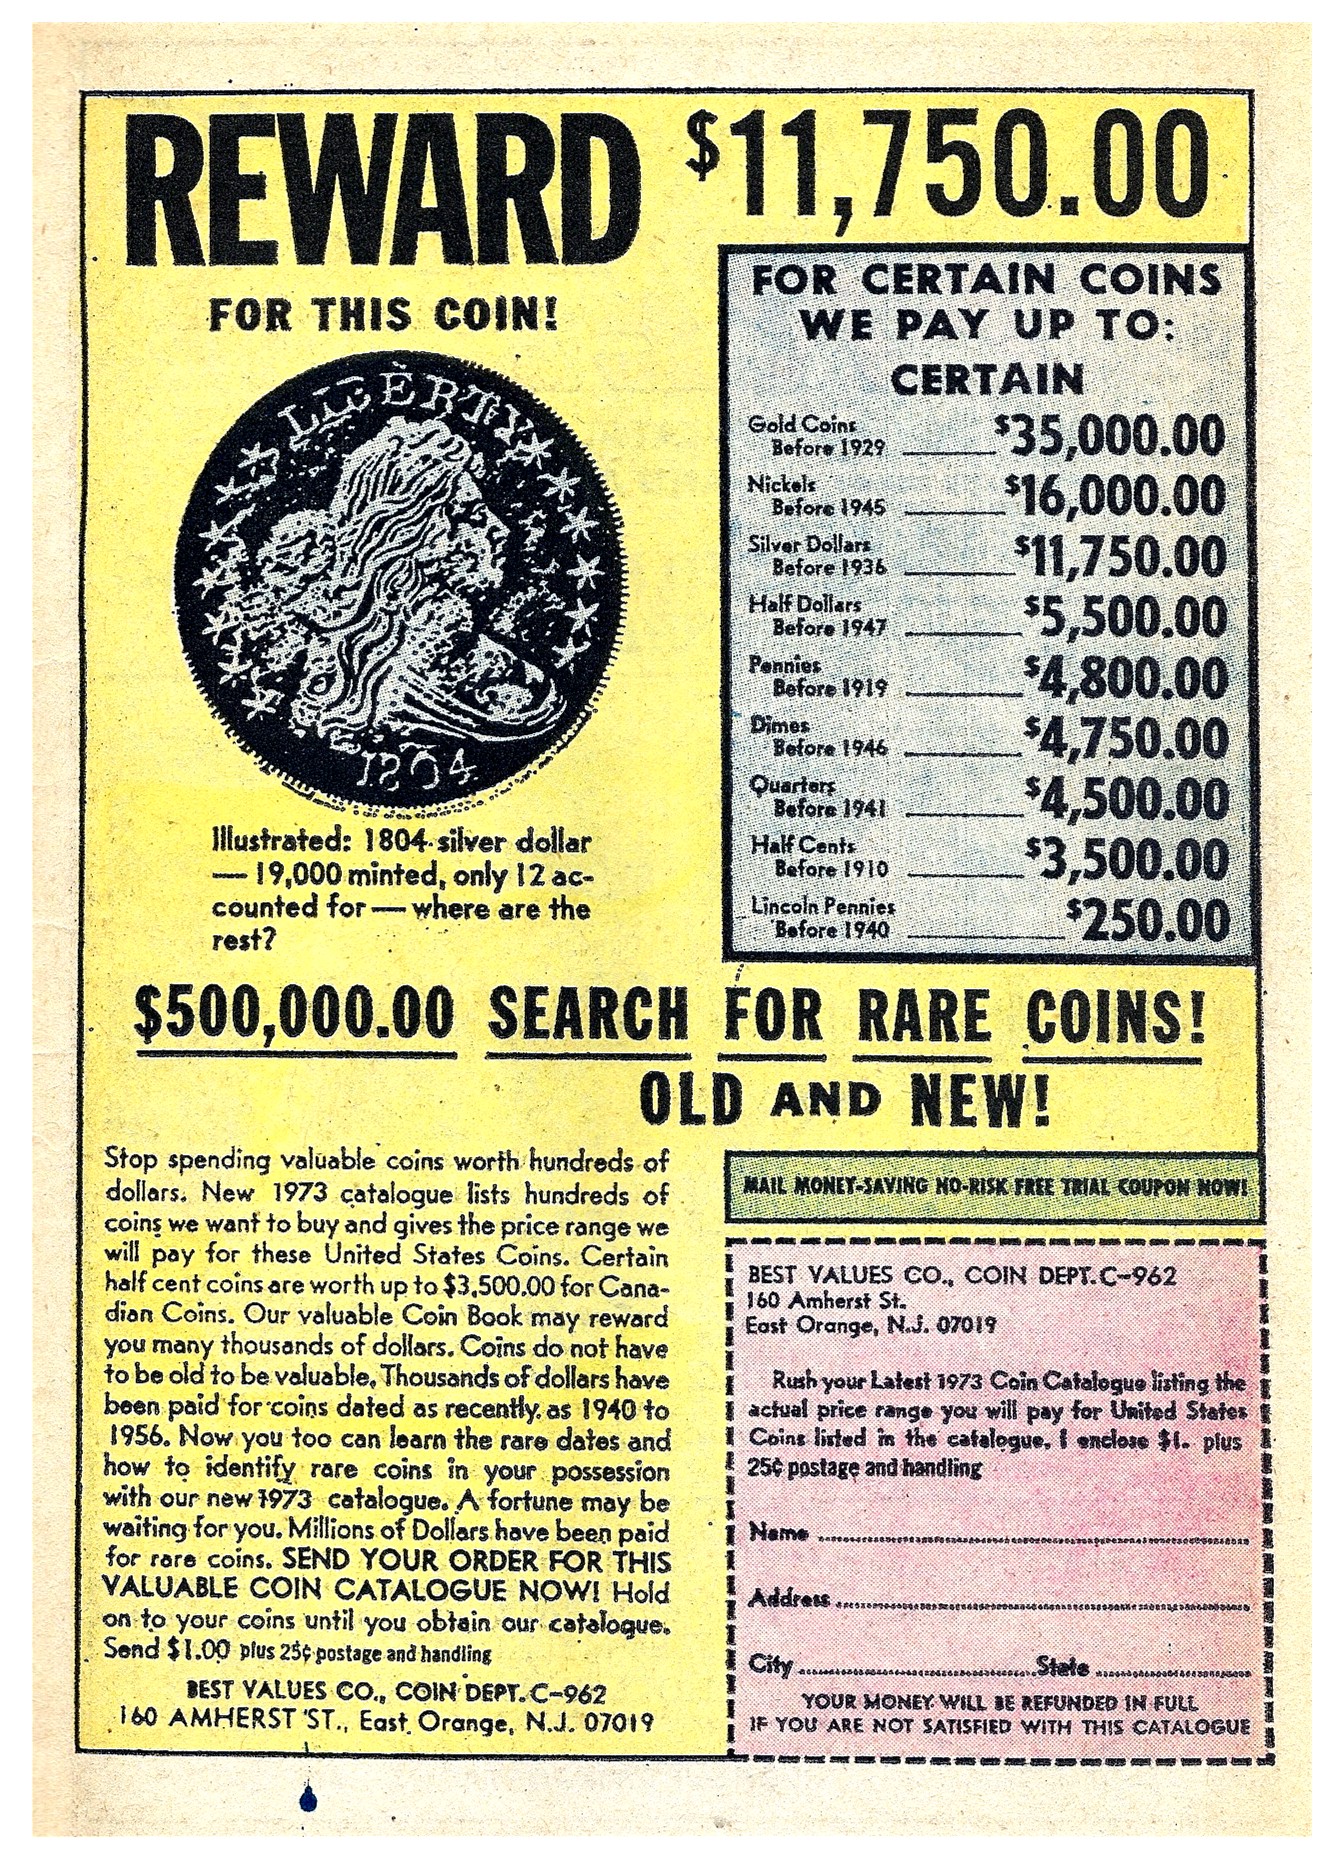 REWARD $11,750.00
FOR THIS COIN!
LIBERTY
1804
Illustrated: 1804 silver dollar
— 19,000 minted, only 12 ac-
counted for — where are the
rest?
FOR CERTAIN COINS
WE PAY UP TO:
CERTAIN
Gold Coins
Before 1929 $35,000.00
Nickels
Before 1945 $16,000.00
Silver Dollars
Before 1936 $11,750.00
Half Dollars
Before 1947 $5,500.00
Pennies
Before 1919 $4,800.00
Dimes
Before 1946 $4,750.00
Quarters
Before 1941 $4,500.00
Half Cents
Before 1910 $3,500.00
Lincoln Pennies
Before 1940 $250.00
$500,000.00 SEARCH FOR RARE COINS!
OLD AND NEW!
Stop spending valuable coins worth hundreds of
dollars. New 1973 catalogue lists hundreds of
coins we want to buy and gives the price range we
will pay for these United States Coins. Certain
half cent coins are worth up to $3,500.00 for Cana-
dian Coins. Our valuable Coin Book may reward
you many thousands of dollars. Coins do not have
to be old to be valuable. Thousands of dollars have
been paid for coins dated as recently as 1940 to
1956. Now you too can learn the rare dates and
how to identify rare coins in your possession
with our new 1973 catalogue. A fortune may be
waiting for you. Millions of Dollars have been paid
for rare coins. SEND YOUR ORDER FOR THIS
VALUABLE COIN CATALOGUE NOW! Hold
on to your coins until you obtain our catalogue.
Send $1.00 plus 25¢ postage and handling
BEST VALUES CO., COIN DEPT. C-962
160 AMHERST ST., East Orange, N.J. 07019
MAIL MONEY-SAVING NO-RISK FREE TRIAL COUPON NOW!
BEST VALUES CO., COIN DEPT. C-962
160 Amherst St.
East Orange, N.J. 07019
Rush your Latest 1973 Coin Catalogue listing the
actual price range you will pay for United States
Coins listed in the catalogue. I enclose $1. plus
25¢ postage and handling
Name
Address
City State
YOUR MONEY WILL BE REFUNDED IN FULL
IF YOU ARE NOT SATISFIED WITH THIS CATALOGUE